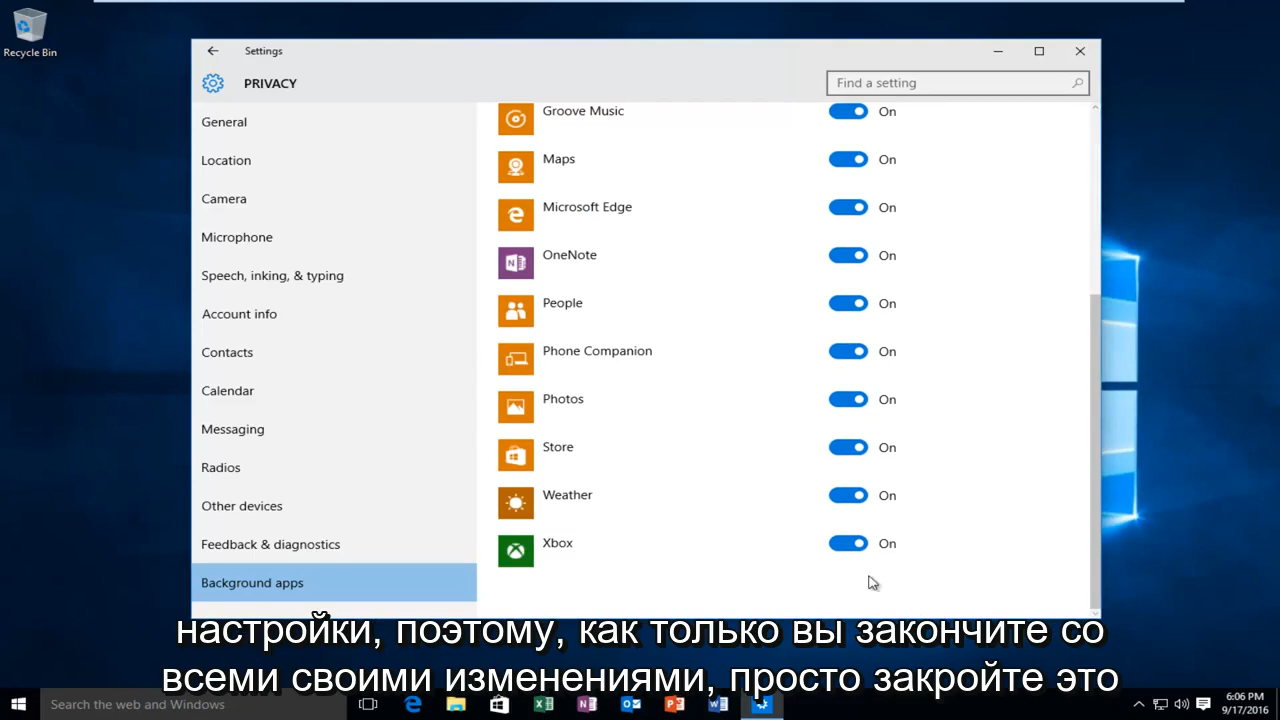 Recycle Bin
Settings
PRIVACY
Find a setting
General
Location
Camera
Microphone
Speech, inking, & typing
Account info
Contacts
Calendar
Messaging
Radios
Other devices
Feedback & diagnostics
Background apps
Groove Music On
Maps On
Microsoft Edge On
OneNote On
People On
Phone Companion On
Photos On
Store On
Weather On
Xbox On
настройки, поэтому, как только вы закончите со
всеми своими изменениями, просто закройте это
Search the web and Windows
6:06 PM
9/17/2016